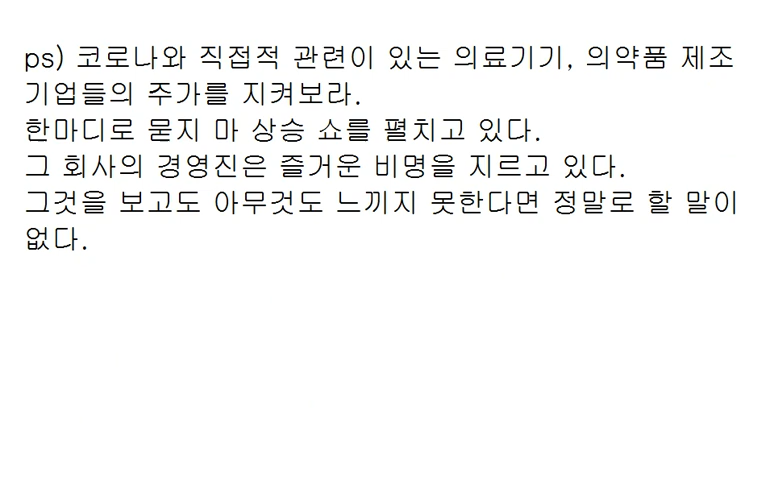 ps) 코로나와 직접적 관련이 있는 의료기기, 의약품 제조
기업들의 주가를 지켜보라.
한마디로 묻지 마 상승 쇼를 펼치고 있다.
그 회사의 경영진은 즐거운 비명을 지르고 있다.
그것을 보고도 아무것도 느끼지 못한다면 정말로 할 말이
없다.